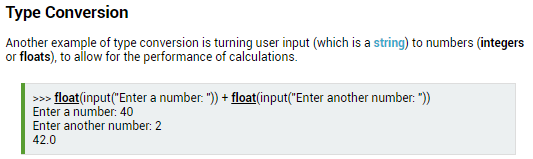 Type Conversion
Another example of type conversion is turning user input (which is a string) to numbers (integers
or floats), to allow for the performance of calculations.
>>> float(input("Enter a number: ")) + float(input("Enter another number: "))
Enter a number: 40
Enter another number: 2
42.0